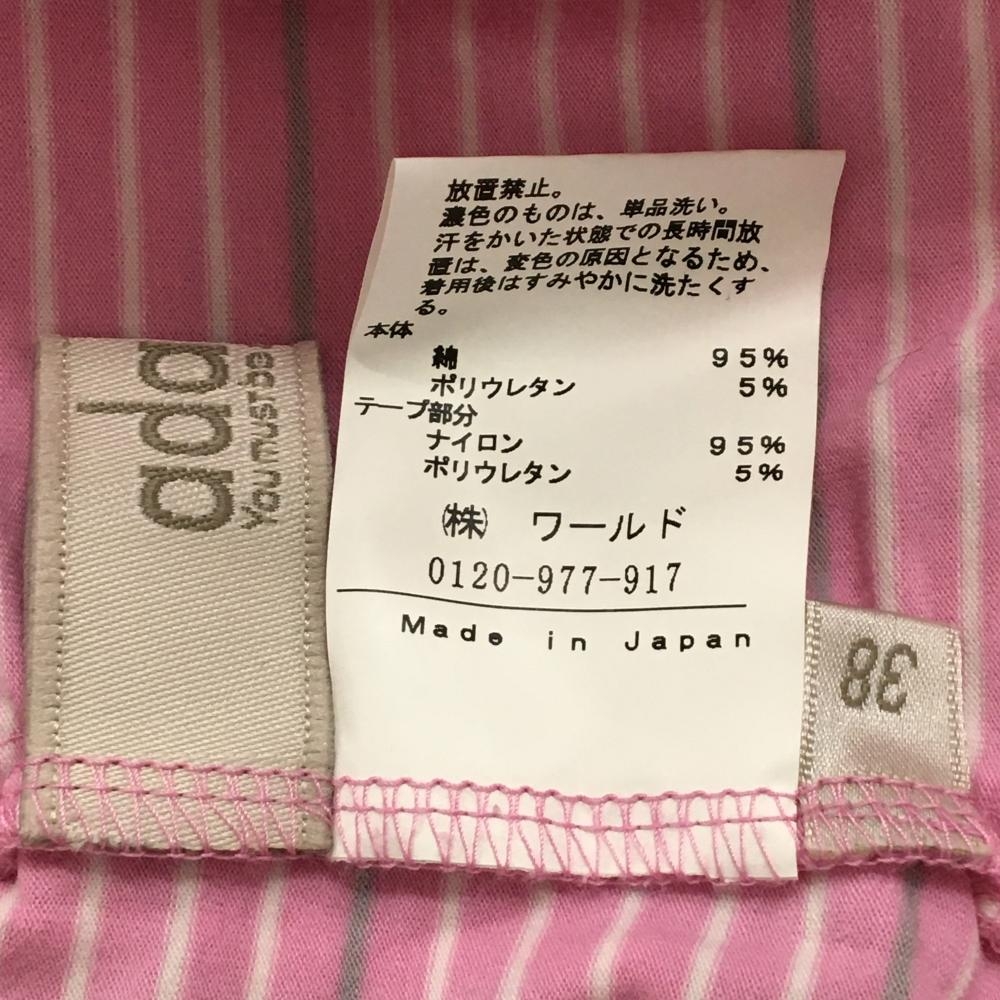 放置禁止。
濃色のものは、単品洗い。
汗をかいた状態での長時間放
置は、変色の原因となるため、
着用後はすみやかに洗たくす
る。
本体
綿 95%
ポリウレタン 5%
テープ部分
ナイロン 95%
ポリウレタン 5%
㈱ ワールド
0120-977-917
Made in Japan
You must be
38